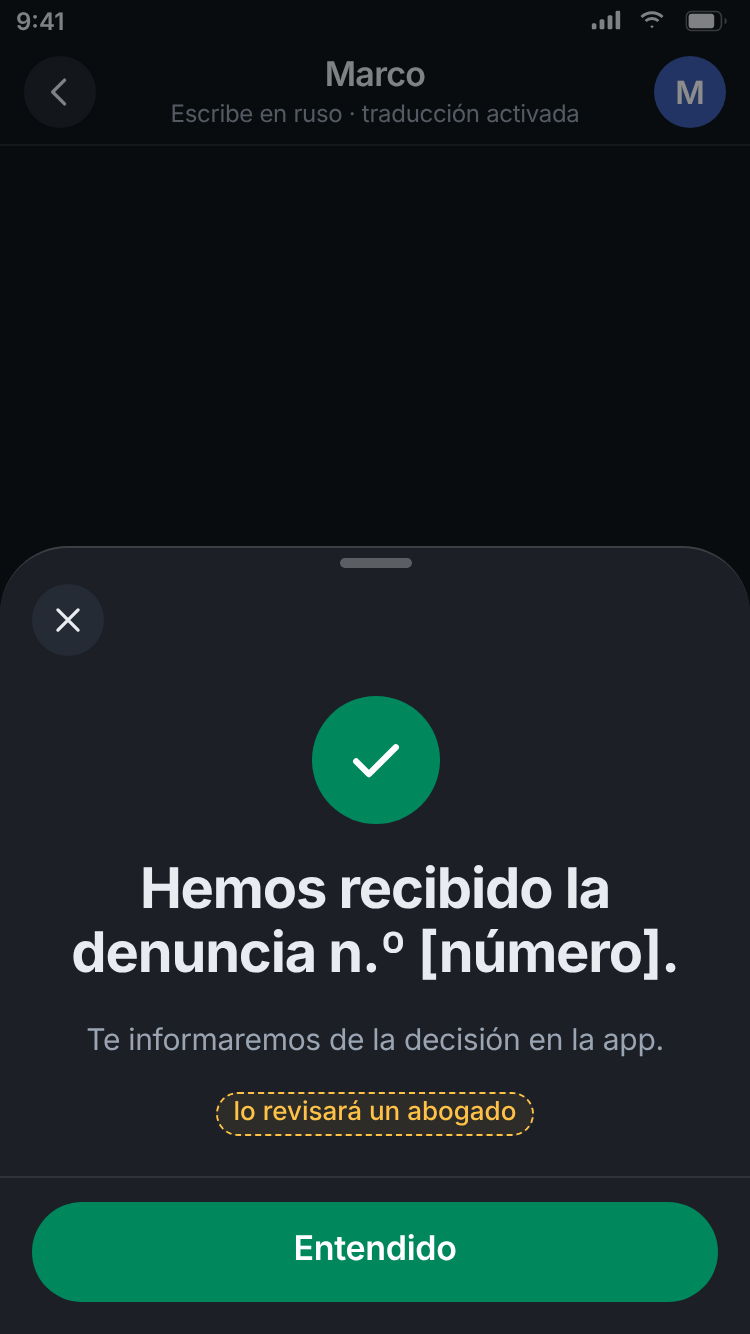 9:41
Marco
Escribe en ruso · traducción activada
M
Hemos recibido la
denuncia n.º [número].
Te informaremos de la decisión en la app.
lo revisará un abogado
Entendido